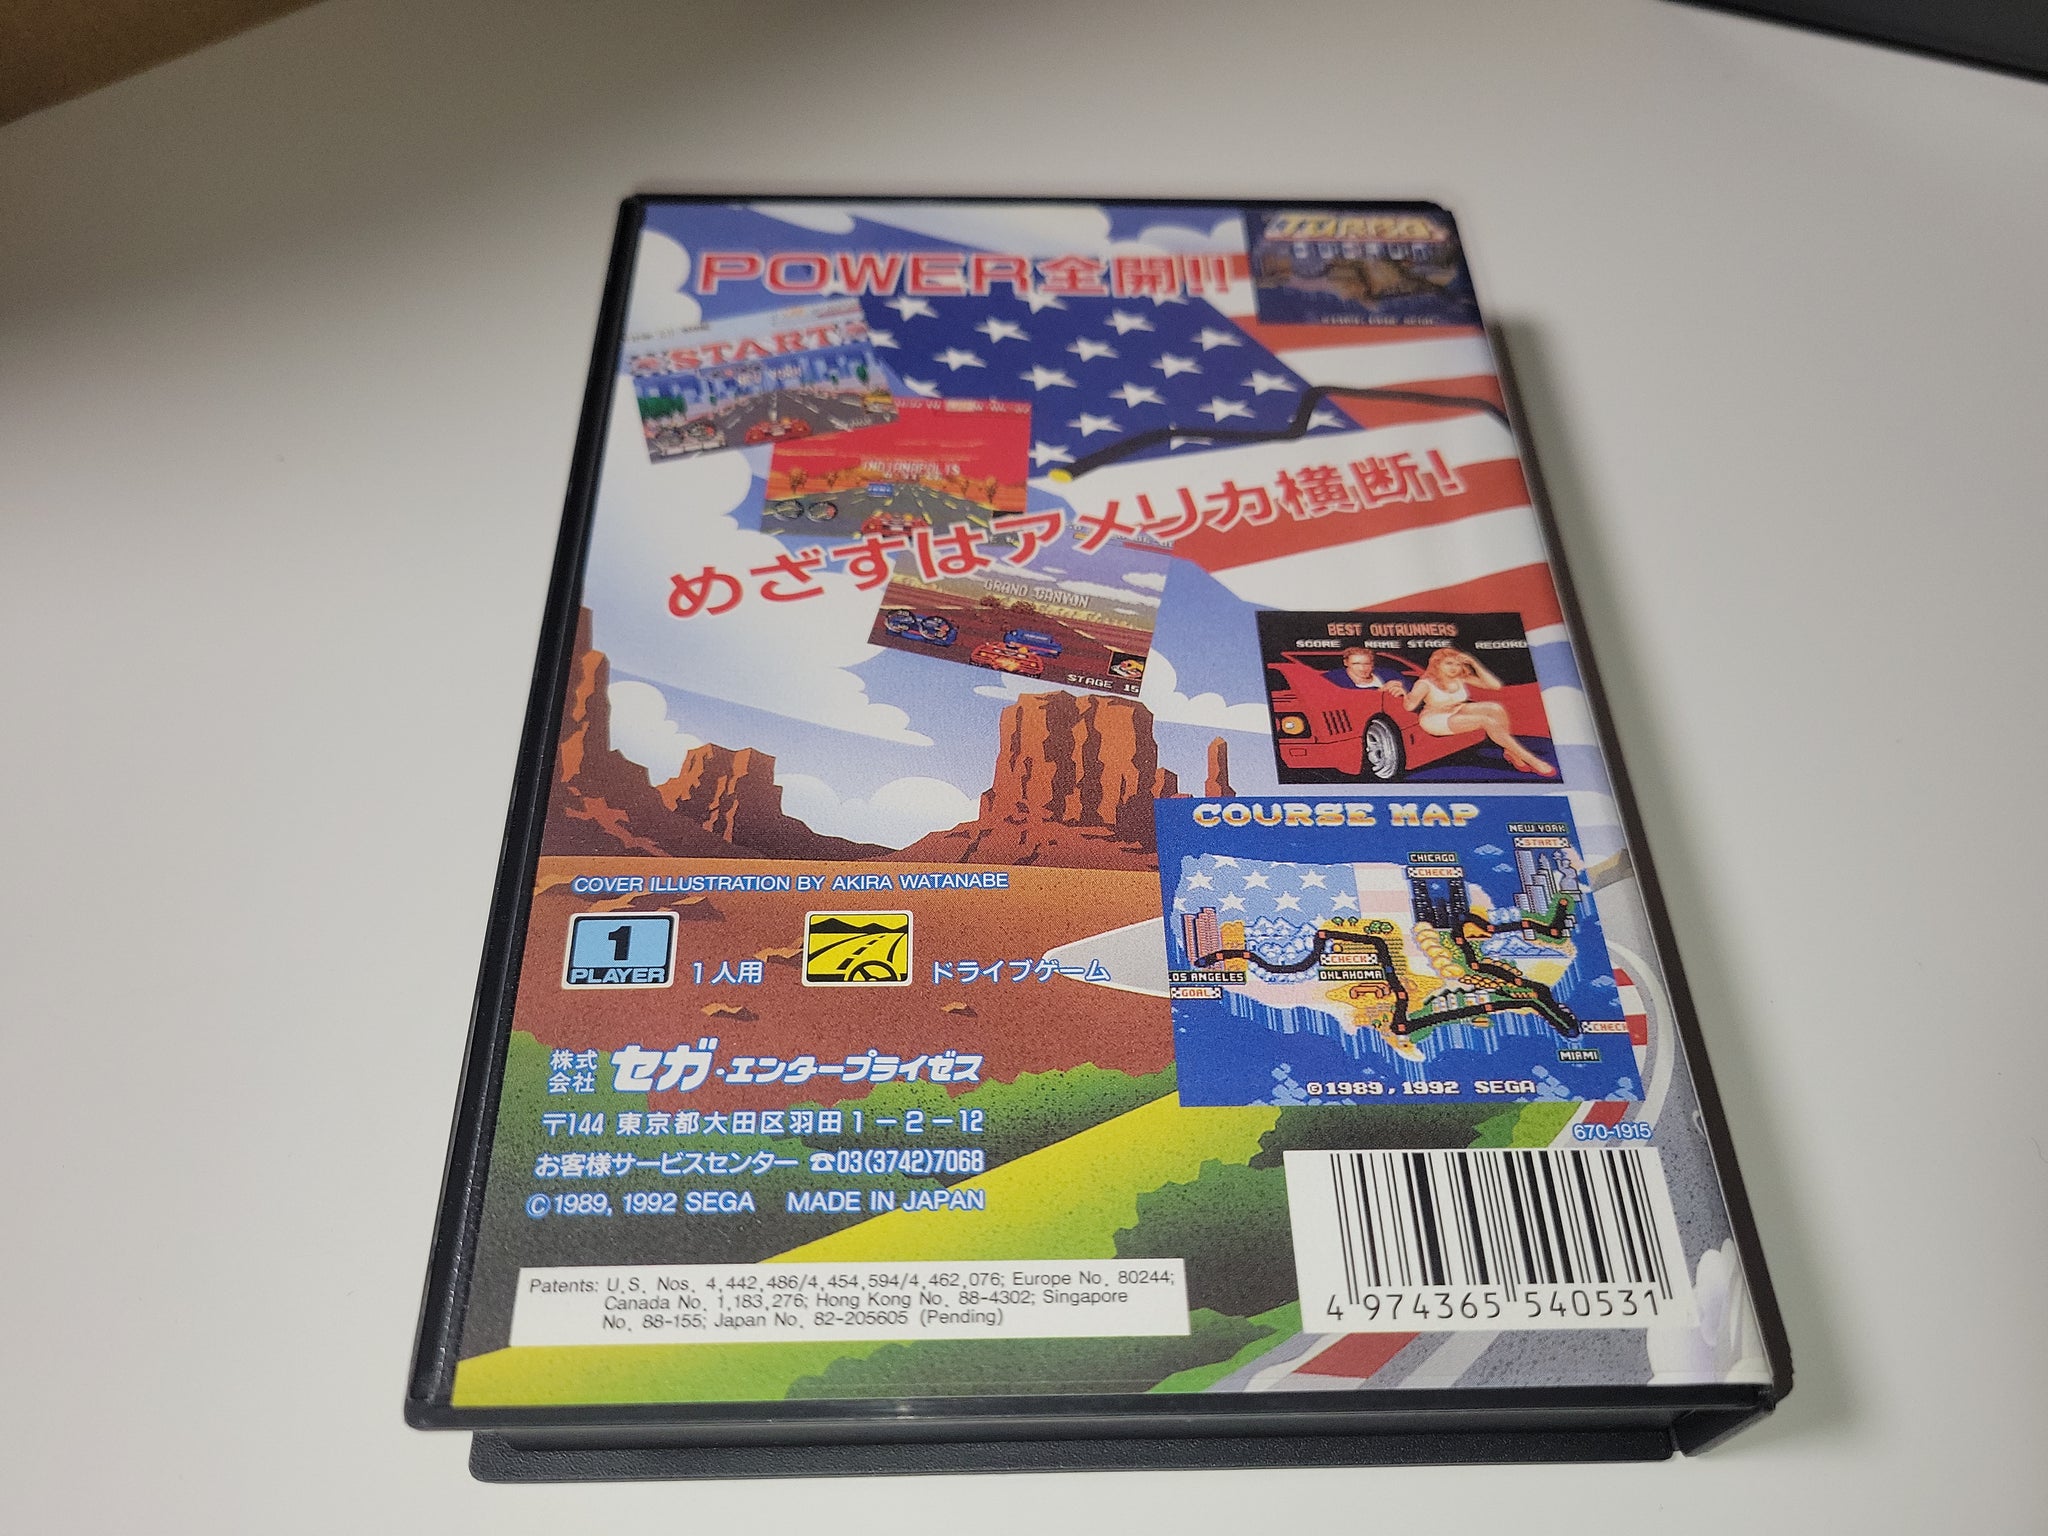 POWER全開!!
TURBO
OUTRUN
START
NEW YORK
INDIANAPOLIS
めざすはアメリカ横断!
GRAND CANYON
STAGE 15
BEST OUTRUNNERS
SCORE NAME STAGE RECORD
COURSE MAP
NEW YORK
START
CHICAGO
CHECK
LOS ANGELES
GOAL
CHECK
OKLAHOMA
CHECK
MIAMI
©1989, 1992 SEGA
COVER ILLUSTRATION BY AKIRA WATANABE
1
PLAYER
1人用
ドライブゲーム
株式会社 セガ・エンタープライゼス
〒144 東京都大田区羽田1-2-12
お客様サービスセンター ☎03(3742)7068
©1989, 1992 SEGA MADE IN JAPAN
670-1915
Patents: U.S. Nos. 4,442,486/4,454,594/4,462,076; Europe No. 80244;
Canada No. 1,183,276; Hong Kong No. 88-4302; Singapore
No. 88-155; Japan No. 82-205605 (Pending)
4 974365 540531